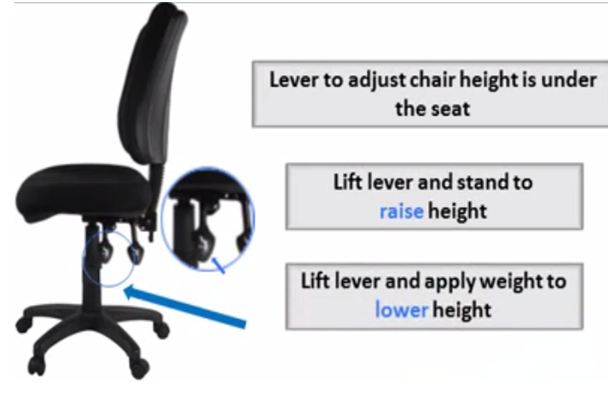 Lever to adjust chair height is under
the seat
Lift lever and stand to
raise height
Lift lever and apply weight to
lower height